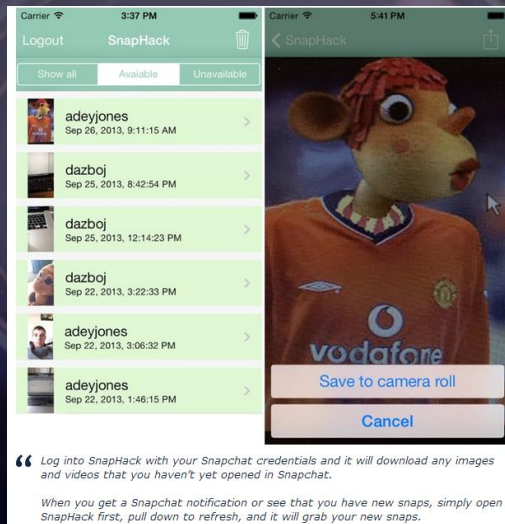 Carrier 3:37 PM
Logout SnapHack
Show all Avaiable Unavailable
adeyjones
Sep 26, 2013, 9:11:15 AM
dazboj
Sep 25, 2013, 8:42:54 PM
dazboj
Sep 25, 2013, 12:14:23 PM
dazboj
Sep 22, 2013, 3:22:33 PM
adeyjones
Sep 22, 2013, 3:06:32 PM
adeyjones
Sep 22, 2013, 1:46:15 PM
Carrier 5:41 PM
SnapHack
vodafone
Save to camera roll
Cancel
“ Log into SnapHack with your Snapchat credentials and it will download any images
and videos that you haven’t yet opened in Snapchat.
When you get a Snapchat notification or see that you have new snaps, simply open
SnapHack first, pull down to refresh, and it will grab your new snaps.